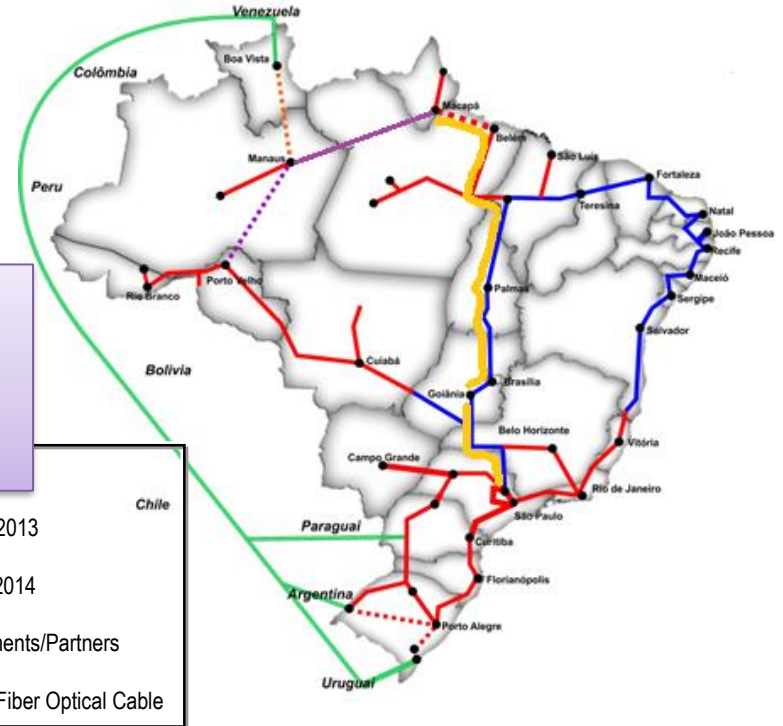 Venezuela
Boa Vista
Colômbia
Macapá
Belém
Manaus
São Luis
Fortaleza
Peru
Teresina
Natal
João Pessoa
Recife
Porto Velho
Maceió
Rio Branco
Palmas
Sergipe
Salvador
Cuiabá
Bolivia
Goiânia
Brasília
Belo Horizonte
Vitória
Campo Grande
Rio de Janeiro
Chile
São Paulo
2013
Paraguai
Curitiba
2014
Florianópolis
Argentina
Porto Alegre
ments/Partners
Uruguai
Fiber Optical Cable